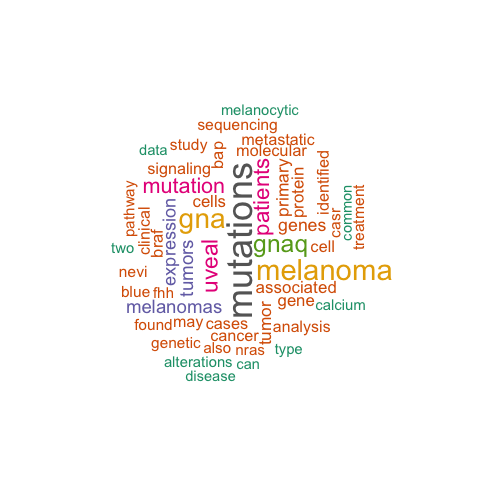 melanocytic
sequencing
metastatic
data
study
bap
molecular
signaling
mutation
patients
primary
protein
identified
pathway
clinical
braf
cells
gna
mutations
genes
casr
common
treatment
expression
tumors
uveal
gnaq
cell
two
nevi
melanoma
blue
fhh
associated
melanomas
gene
calcium
found
may
cases
tumor
analysis
cancer
genetic
also
nras
type
alterations
can
disease